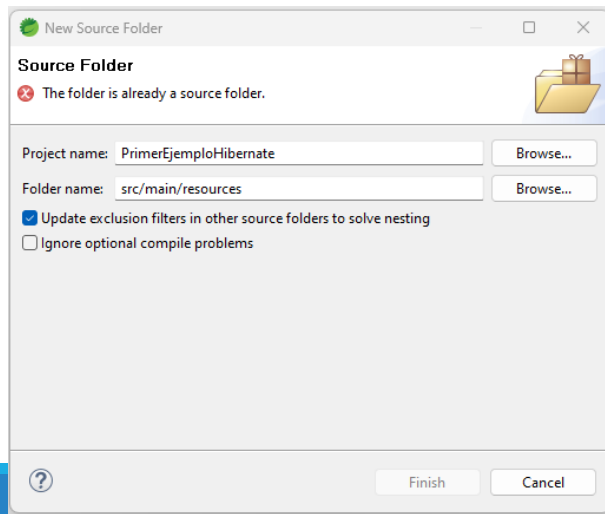 New Source Folder
Source Folder
The folder is already a source folder.
Project name: PrimerEjemploHibernate Browse...
Folder name: src/main/resources Browse...
Update exclusion filters in other source folders to solve nesting
Ignore optional compile problems
? Finish Cancel